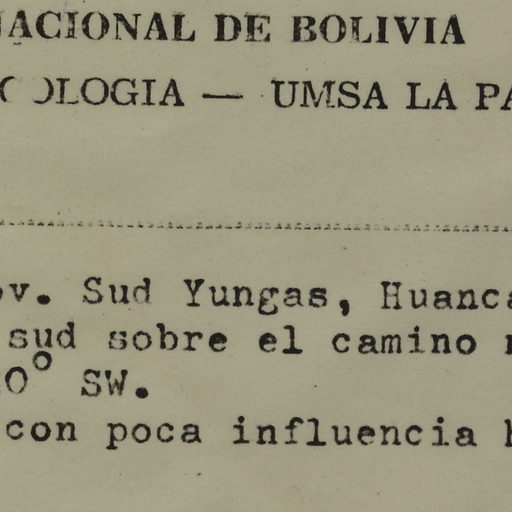 NACIONAL DE BOLIVIA
OLOGIA — UMSA LA PA
ov. Sud Yungas, Huanca
sud sobre el camino
0° SW.
con poca influencia